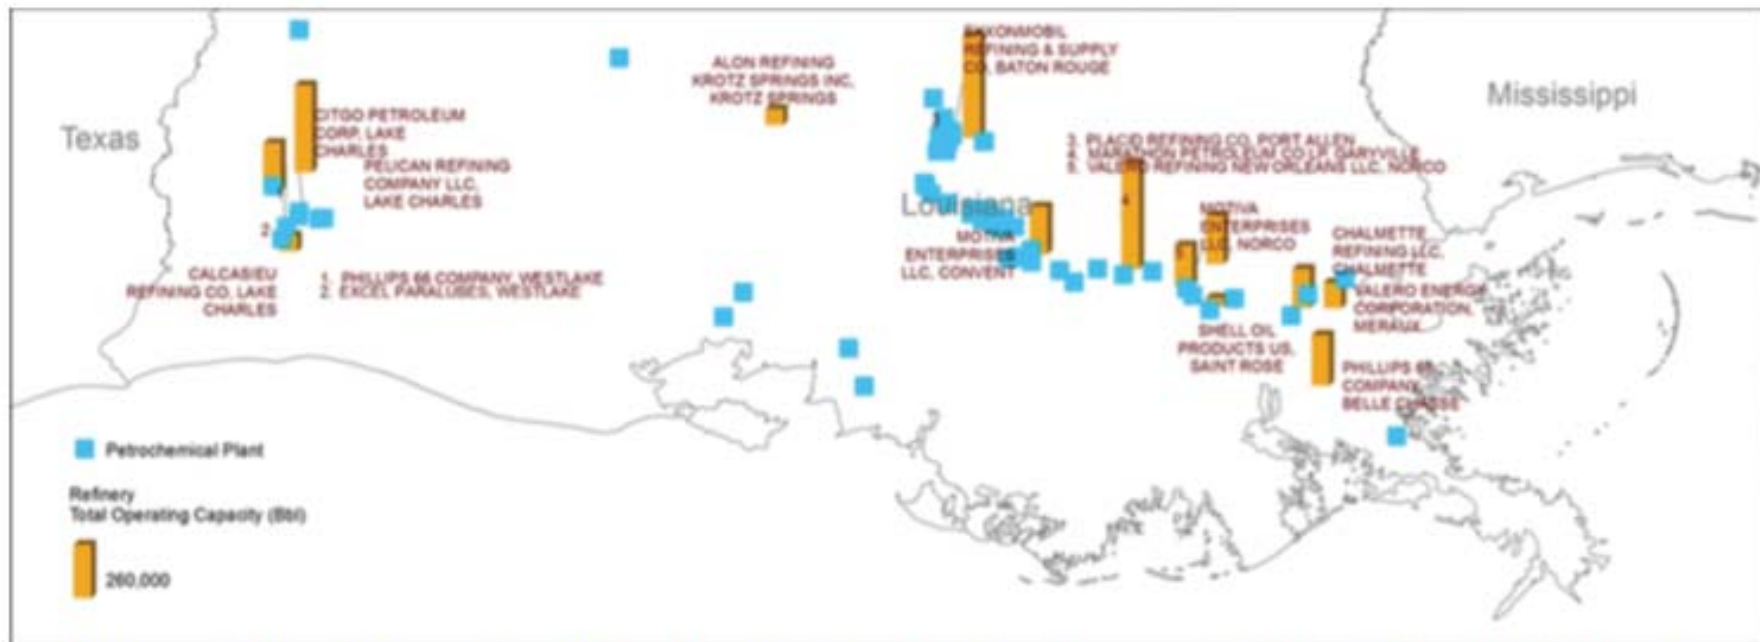 Texas
Mississippi
Louisiana
CITGO PETROLEUM
CORP, LAKE
CHARLES
PELICAN REFINING
COMPANY LLC,
LAKE CHARLES
2.
CALCASIEU
REFINING CO, LAKE
CHARLES
1. PHILLIPS 66 COMPANY, WESTLAKE
2. EXCEL PARALUBES, WESTLAKE
ALON REFINING
KROTZ SPRINGS INC,
KROTZ SPRINGS
EXXONMOBIL
REFINING & SUPPLY
CO, BATON ROUGE
3. PLACID REFINING CO, PORT ALLEN
4. MARATHON PETROLEUM CO LP, GARYVILLE
5. VALERO REFINING NEW ORLEANS LLC, NORCO
4
MOTIVA
ENTERPRISES
LLC, CONVENT
MOTIVA
ENTERPRISES
LLC, NORCO
SHELL OIL
PRODUCTS US,
SAINT ROSE
CHALMETTE
REFINING LLC,
CHALMETTE
VALERO ENERGY
CORPORATION,
MERAUX
PHILLIPS 66
COMPANY,
BELLE CHASSE
Petrochemical Plant
Refinery
Total Operating Capacity (Bbl)
260,000